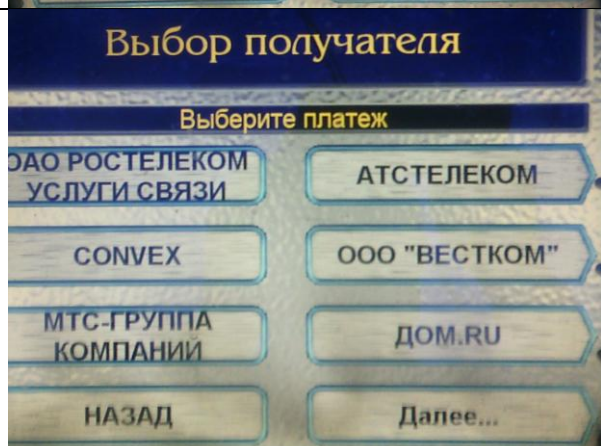 Выбор получателя
Выберите платеж
ОАО РОСТЕЛЕКОМ
УСЛУГИ СВЯЗИ
АТСТЕЛЕКОМ
CONVEX
ООО "ВЕСТКОМ"
МТС-ГРУППА
КОМПАНИЙ
ДОМ.RU
НАЗАД
Далее...